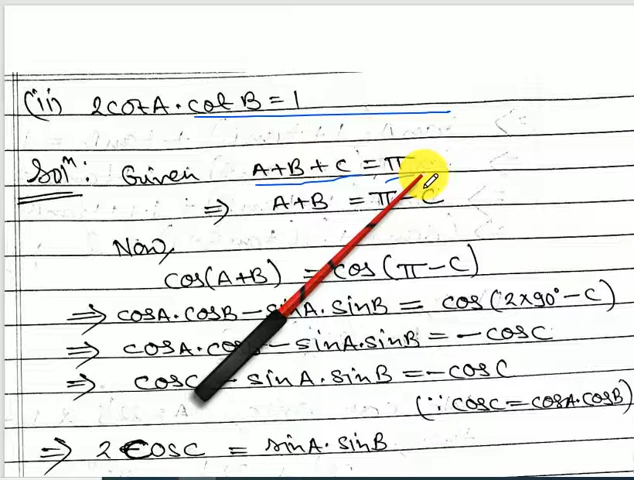 (ii) 2cotA·cotB = 1
Solⁿ: Given A+B+C = π
⇒ A+B = π-C
Now,
cos(A+B) = cos(π-C)
⇒ cosA·cosB - sinA·sinB = cos(2×90°-C)
⇒ cosA·cosB - sinA·sinB = -cosC
⇒ cosC - sinA·sinB = -cosC
(∵ cosC = cosA·cosB)
⇒ 2cosC = sinA·sinB